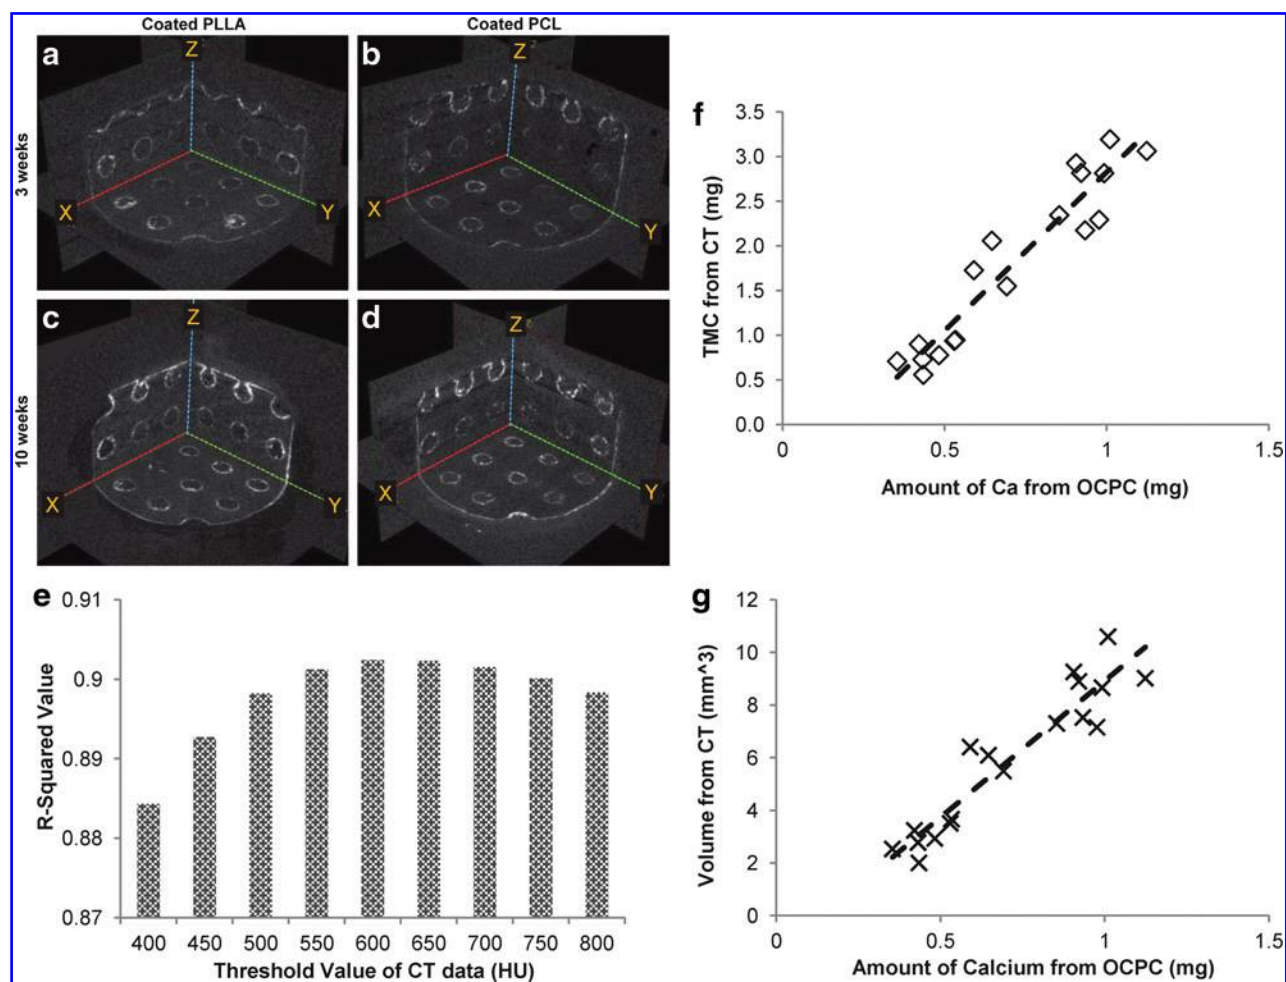 Coated PLLA
Coated PCL
3 weeks
a
Z
X
Y
b
Z
X
Y
10 weeks
c
Z
X
Y
d
Z
X
Y
e
R-Squared Value
0.91
0.9
0.89
0.88
0.87
400 450 500 550 600 650 700 750 800
Threshold Value of CT data (HU)
f
TMC from CT (mg)
3.5
3.0
2.5
2.0
1.5
1.0
0.5
0.0
0 0.5 1 1.5
Amount of Ca from OCPC (mg)
g
Volume from CT (mm^3)
12
10
8
6
4
2
0
0 0.5 1 1.5
Amount of Calcium from OCPC (mg)